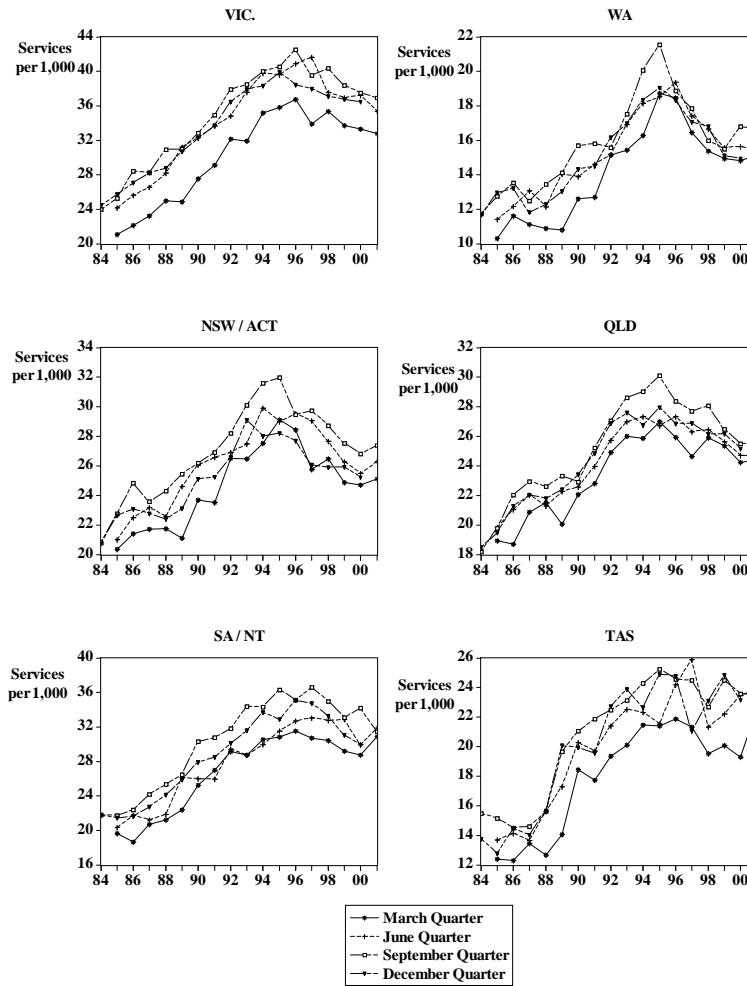 VIC.
Services
per 1,000
44
40
36
32
28
24
20
84 86 88 90 92 94 96 98 00
WA
Services
per 1,000
22
20
18
16
14
12
10
84 86 88 90 92 94 96 98 00
NSW / ACT
Services
per 1,000
34
32
30
28
26
24
22
20
84 86 88 90 92 94 96 98 00
QLD
Services
per 1,000
32
30
28
26
24
22
20
18
84 86 88 90 92 94 96 98 00
SA / NT
Services
per 1,000
40
36
32
28
24
20
16
84 86 88 90 92 94 96 98 00
TAS
Services
per 1,000
26
24
22
20
18
16
14
12
84 86 88 90 92 94 96 98 00
March Quarter
June Quarter
September Quarter
December Quarter